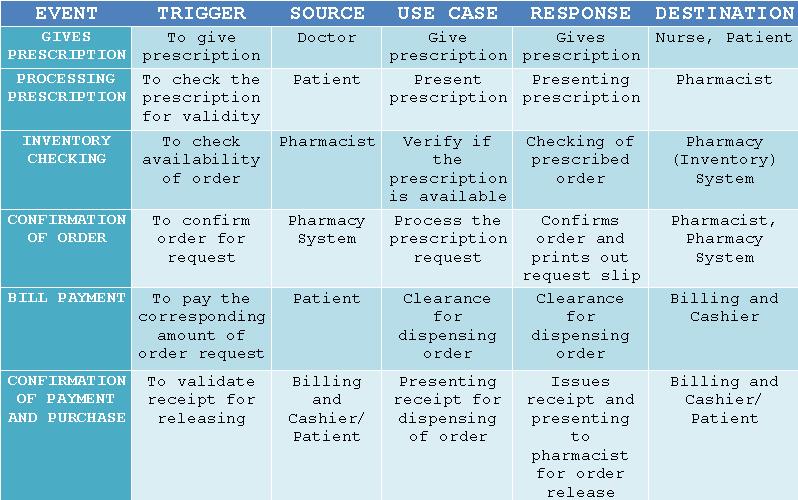 EVENT TRIGGER SOURCE USE CASE RESPONSE DESTINATION
GIVES
PRESCRIPTION
To give
prescription
Doctor
Give
prescription
Gives
prescription
Nurse, Patient
PROCESSING
PRESCRIPTION
To check the
prescription
for validity
Patient
Present
prescription
Presenting
prescription
Pharmacist
INVENTORY
CHECKING
To check
availability
of order
Pharmacist
Verify if
the
prescription
is available
Checking of
prescribed
order
Pharmacy
(Inventory)
System
CONFIRMATION
OF ORDER
To confirm
order for
request
Pharmacy
System
Process the
prescription
request
Confirms
order and
prints out
request slip
Pharmacist,
Pharmacy
System
BILL PAYMENT
To pay the
corresponding
amount of
order request
Patient
Clearance
for
dispensing
order
Clearance
for
dispensing
order
Billing and
Cashier
CONFIRMATION
OF PAYMENT
AND PURCHASE
To validate
receipt for
releasing
Billing
and
Cashier/
Patient
Presenting
receipt for
dispensing
of order
Issues
receipt and
presenting
to
pharmacist
for order
release
Billing and
Cashier/
Patient